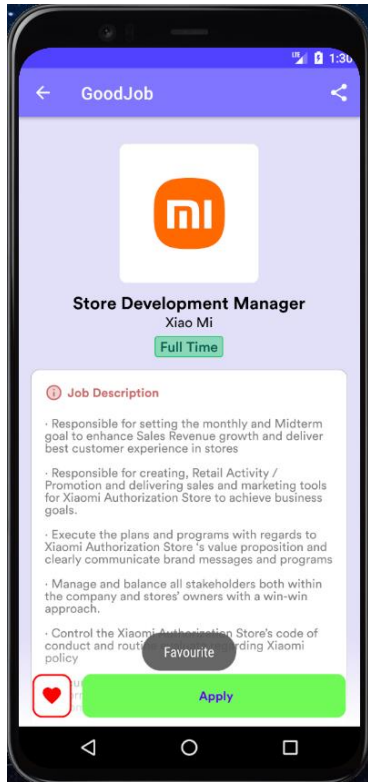 LTE 1:30
GoodJob
mi
Store Development Manager
Xiao Mi
Full Time
Job Description
· Responsible for setting the monthly and Midterm
goal to enhance Sales Revenue growth and deliver
best customer experience in stores
· Responsible for creating, Retail Activity /
Promotion and delivering sales and marketing tools
for Xiaomi Authorization Store to achieve business
goals.
· Execute the plans and programs with regards to
Xiaomi Authorization Store 's value proposition and
clearly communicate brand messages and programs
· Manage and balance all stakeholders both within
the company and stores' owners with a win-win
approach.
· Control the Xiaomi Authorization Store's code of
conduct and regarding Xiaomi
policy
Favourite
Apply